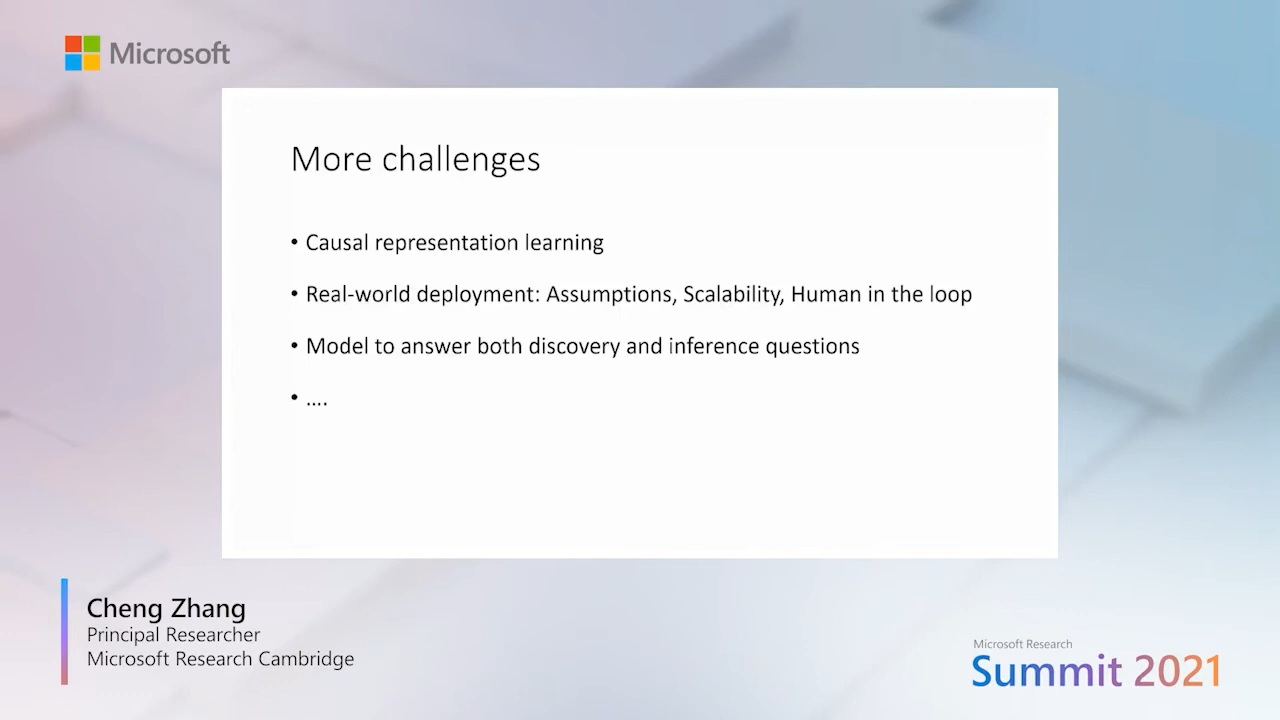 Microsoft
More challenges
• Causal representation learning
• Real-world deployment: Assumptions, Scalability, Human in the loop
• Model to answer both discovery and inference questions
• ....
Cheng Zhang
Principal Researcher
Microsoft Research Cambridge
Microsoft Research
Summit 2021